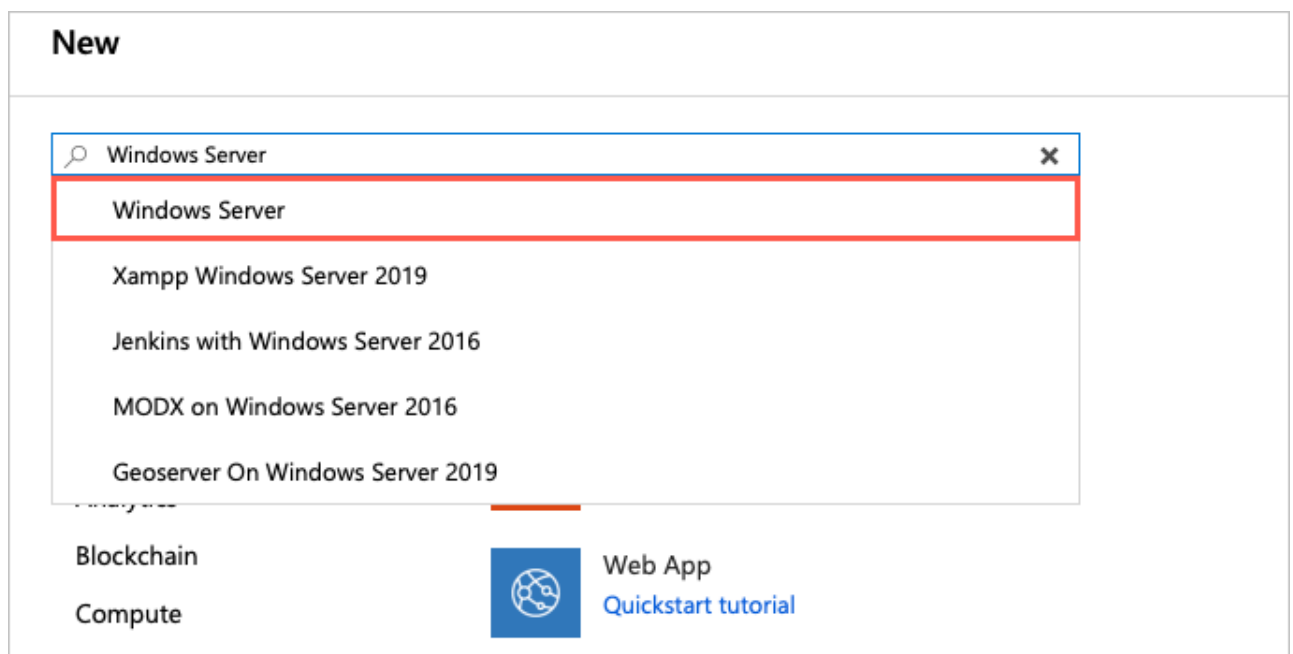 New
Windows Server
Windows Server
Xampp Windows Server 2019
Jenkins with Windows Server 2016
MODX on Windows Server 2016
Geoserver On Windows Server 2019
Analytics
Blockchain
Web App
Quickstart tutorial
Compute